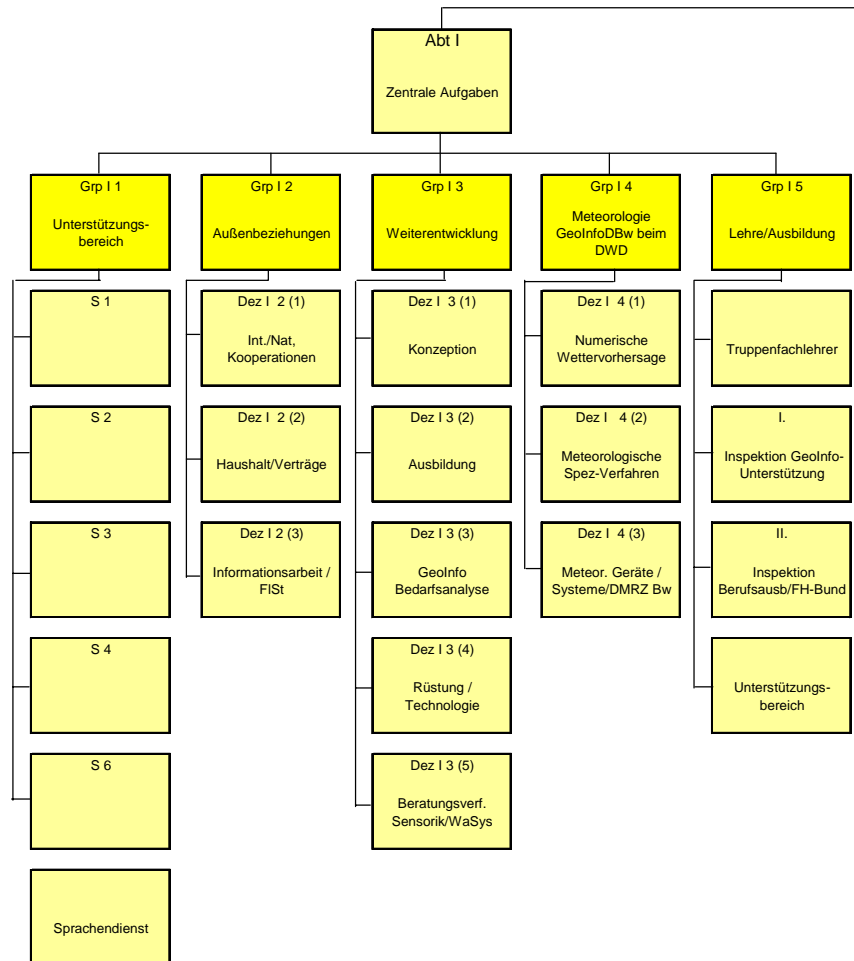 Abt I
Zentrale Aufgaben
Grp I 1
Unterstützungs-
bereich
Grp I 2
Außenbeziehungen
Grp I 3
Weiterentwicklung
Grp I 4
Meteorologie
GeoInfoDBw beim
DWD
Grp I 5
Lehre/Ausbildung
S 1
S 2
S 3
S 4
S 6
Sprachendienst
Dez I 2 (1)
Int./Nat,
Kooperationen
Dez I 2 (2)
Haushalt/Verträge
Dez I 2 (3)
Informationsarbeit /
FISt
Dez I 3 (1)
Konzeption
Dez I 3 (2)
Ausbildung
Dez I 3 (3)
GeoInfo
Bedarfsanalyse
Dez I 3 (4)
Rüstung /
Technologie
Dez I 3 (5)
Beratungsverf.
Sensorik/WaSys
Dez I 4 (1)
Numerische
Wettervorhersage
Dez I 4 (2)
Meteorologische
Spez-Verfahren
Dez I 4 (3)
Meteor. Geräte /
Systeme/DMRZ Bw
Truppenfachlehrer
I.
Inspektion GeoInfo-
Unterstützung
II.
Inspektion
Berufsausb/FH-Bund
Unterstützungs-
bereich